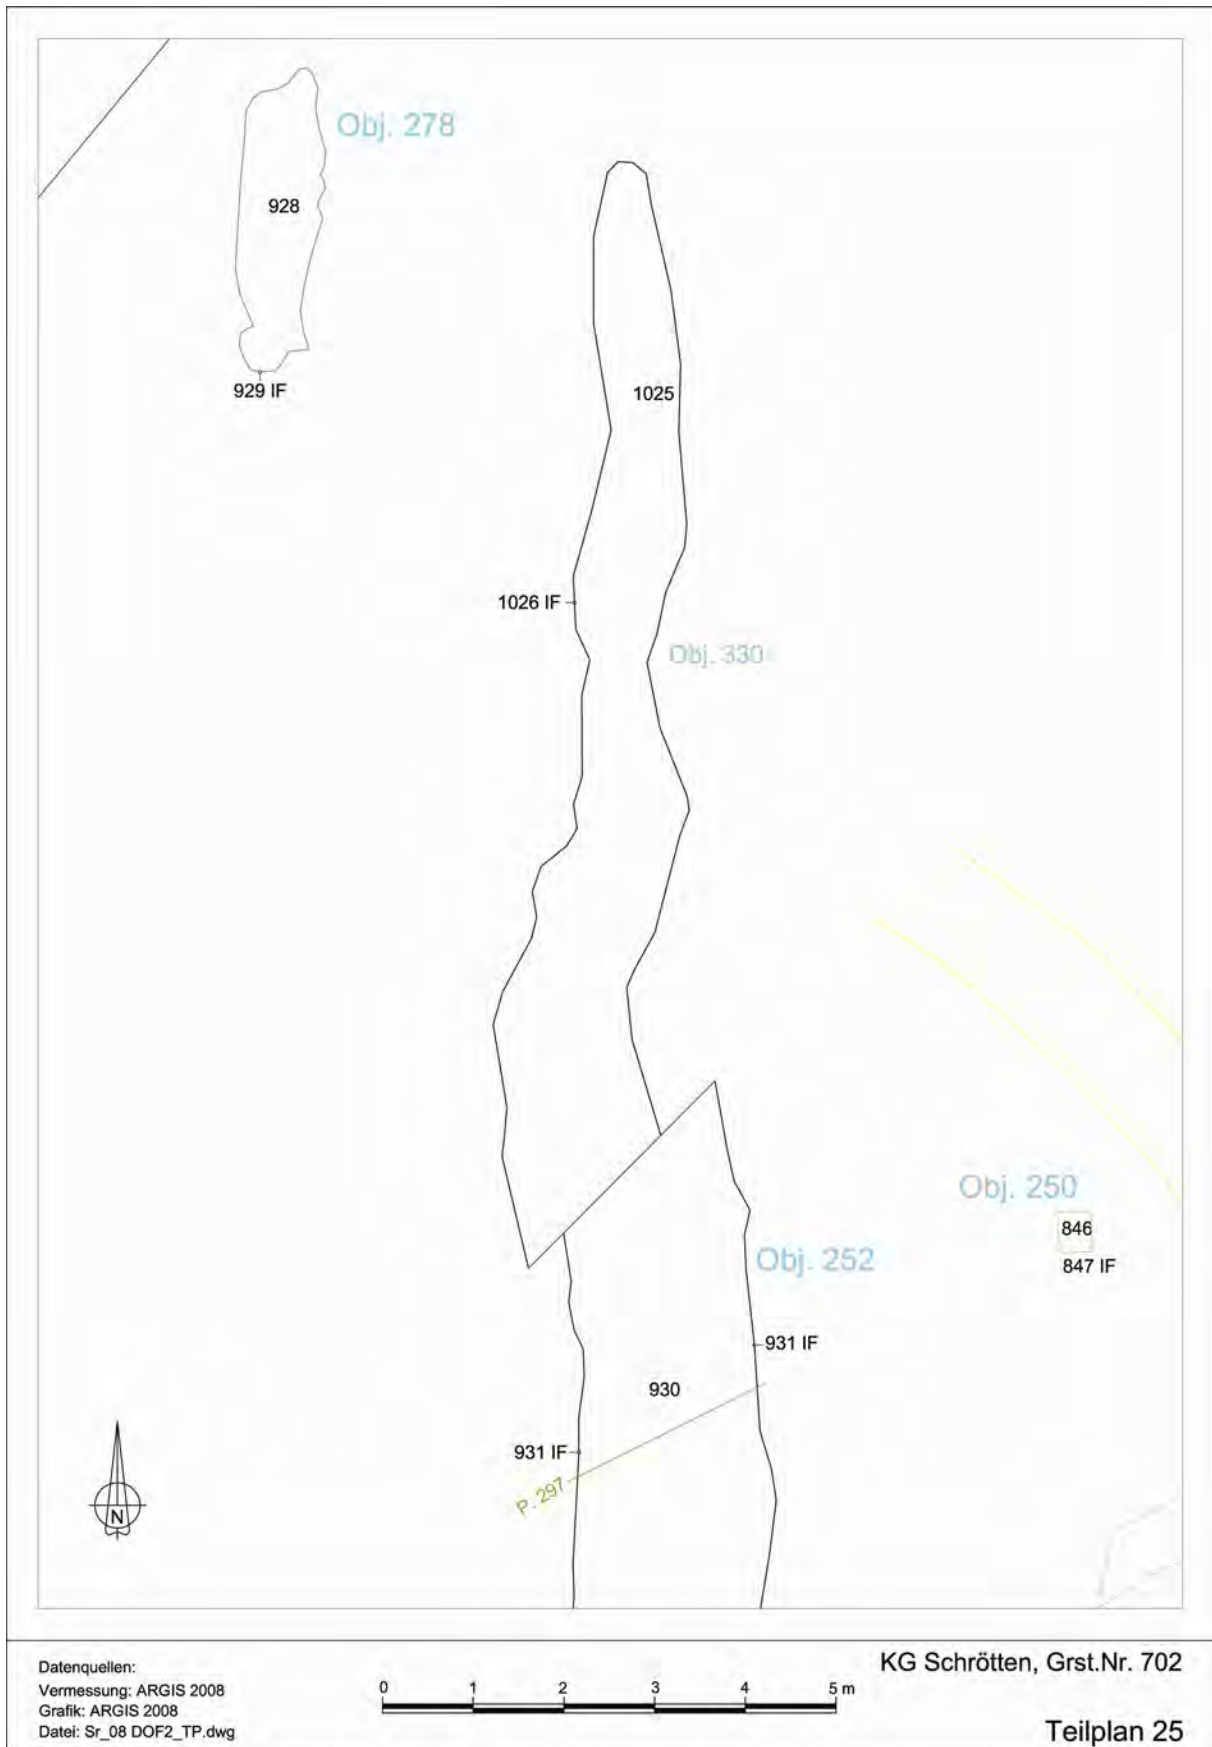 Obj. 278
928
929 IF
1025
1026 IF
Obj. 330
Obj. 250
846
847 IF
Obj. 252
931 IF
930
931 IF
P. 297
N
Datenquellen:
Vermessung: ARGIS 2008
Grafik: ARGIS 2008
Datei: Sr_08 DOF2_TP.dwg
0 1 2 3 4 5 m
KG Schrötten, Grst.Nr. 702
Teilplan 25